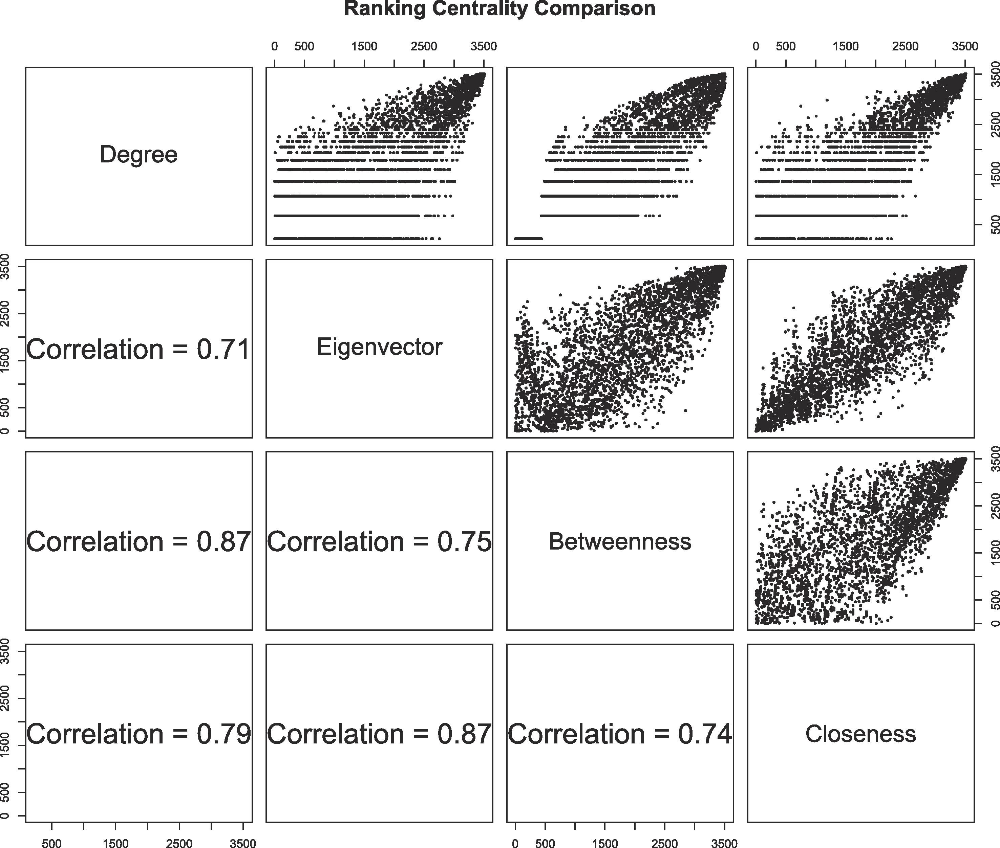 Ranking Centrality Comparison
0 500 1500 2500 3500
0 500 1500 2500 3500
Degree
500 1500 2500 3500
0 500 1500 2500 3500
Correlation = 0.71
Eigenvector
Correlation = 0.87
Correlation = 0.75
Betweenness
0 500 1500 2500 3500
0 500 1500 2500 3500
Correlation = 0.79
Correlation = 0.87
Correlation = 0.74
Closeness
500 1500 2500 3500
0 500 1500 2500 3500